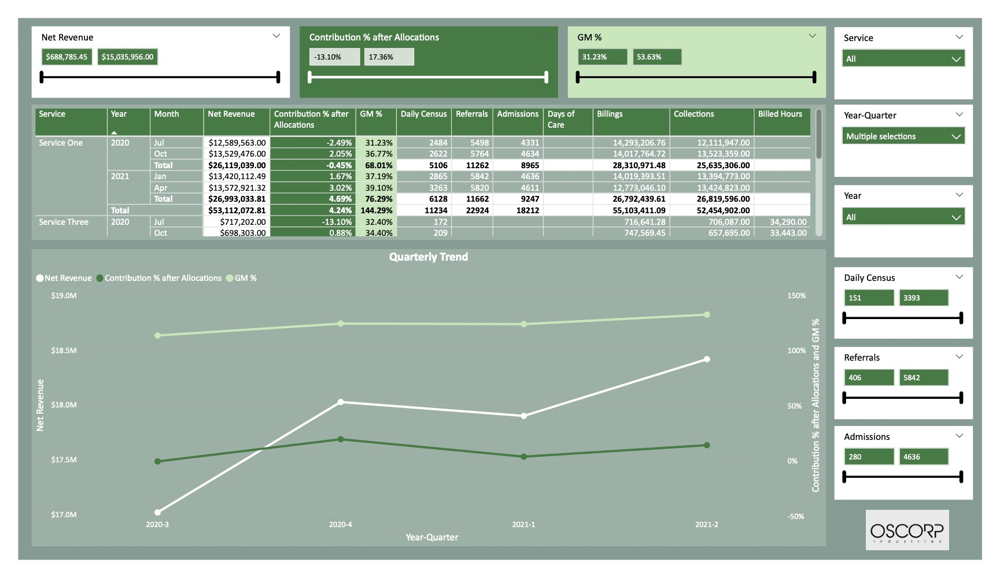 Net Revenue
$688,785.45 $15,035,956.00
Contribution % after Allocations
-13.10% 17.36%
GM %
31.23% 53.63%
Service
All
Year-Quarter
Multiple selections
Year
All
Daily Census
151 3393
Referrals
406 5842
Admissions
280 4636
Service Year Month Net Revenue Contribution % after GM % Daily Census Referrals Admissions Days of Billings Collections Billed Hours
Allocations Care
Service One 2020 Jul $12,589,563.00 -2.49% 31.23% 2484 5498 4331 14,293,206.76 12,111,947.00
Oct $13,529,476.00 2.05% 36.77% 2622 5764 4634 14,017,764.72 13,523,359.00
Total $26,119,039.00 -0.45% 68.01% 5106 11262 8965 28,310,971.48 25,635,306.00
2021 Jan $13,420,112.49 1.67% 37.19% 2865 5842 4636 14,019,393.51 13,394,773.00
Apr $13,572,921.32 3.02% 39.10% 3263 5820 4611 12,773,046.10 13,424,823.00
Total $26,993,033.81 4.69% 76.29% 6128 11662 9247 26,792,439.61 26,819,596.00
Total $53,112,072.81 4.24% 144.29% 11234 22924 18212 55,103,411.09 52,454,902.00
Service Three 2020 Jul $717,202.00 -13.10% 32.40% 172 716,641.28 706,087.00 34,290.00
Oct $698,303.00 0.88% 34.40% 209 747,569.45 657,695.00 33,443.00
Quarterly Trend
Net Revenue Contribution % after Allocations GM %
$19.0M
$18.5M
$18.0M
$17.5M
$17.0M
Net Revenue
150%
100%
50%
0%
-50%
Contribution % after Allocations and GM %
2020-3 2020-4 2021-1 2021-2
Year-Quarter
OSCORP
industries